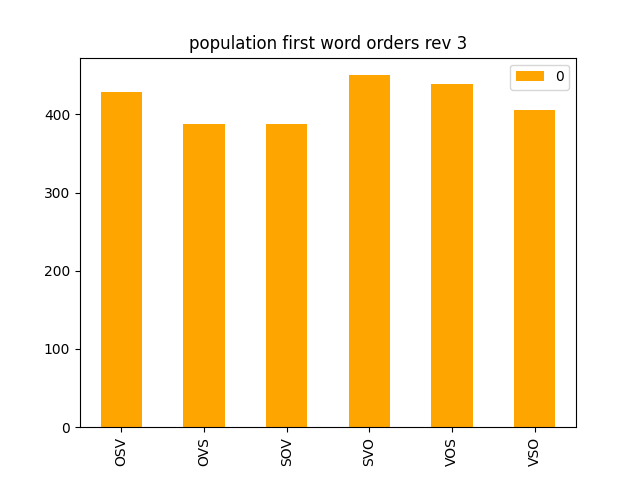 population first word orders rev 3
0
400
300
200
100
0
OSV
OVS
SOV
SVO
VOS
VSO